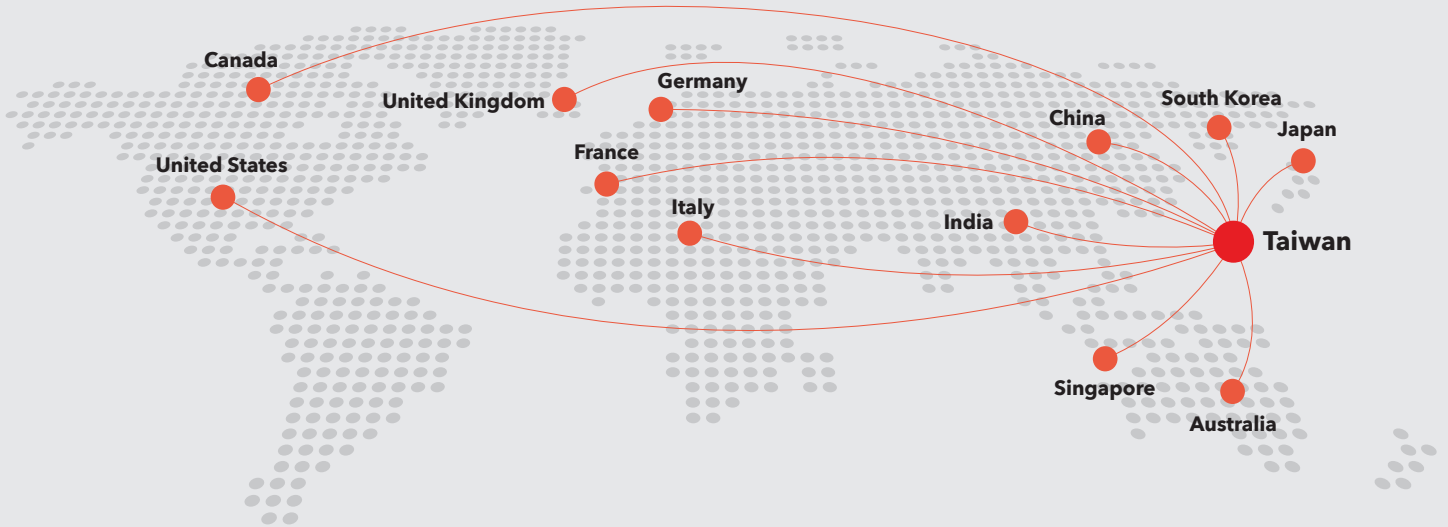 Canada
United Kingdom
Germany
South Korea
China
Japan
France
United States
Italy
India
Taiwan
Singapore
Australia